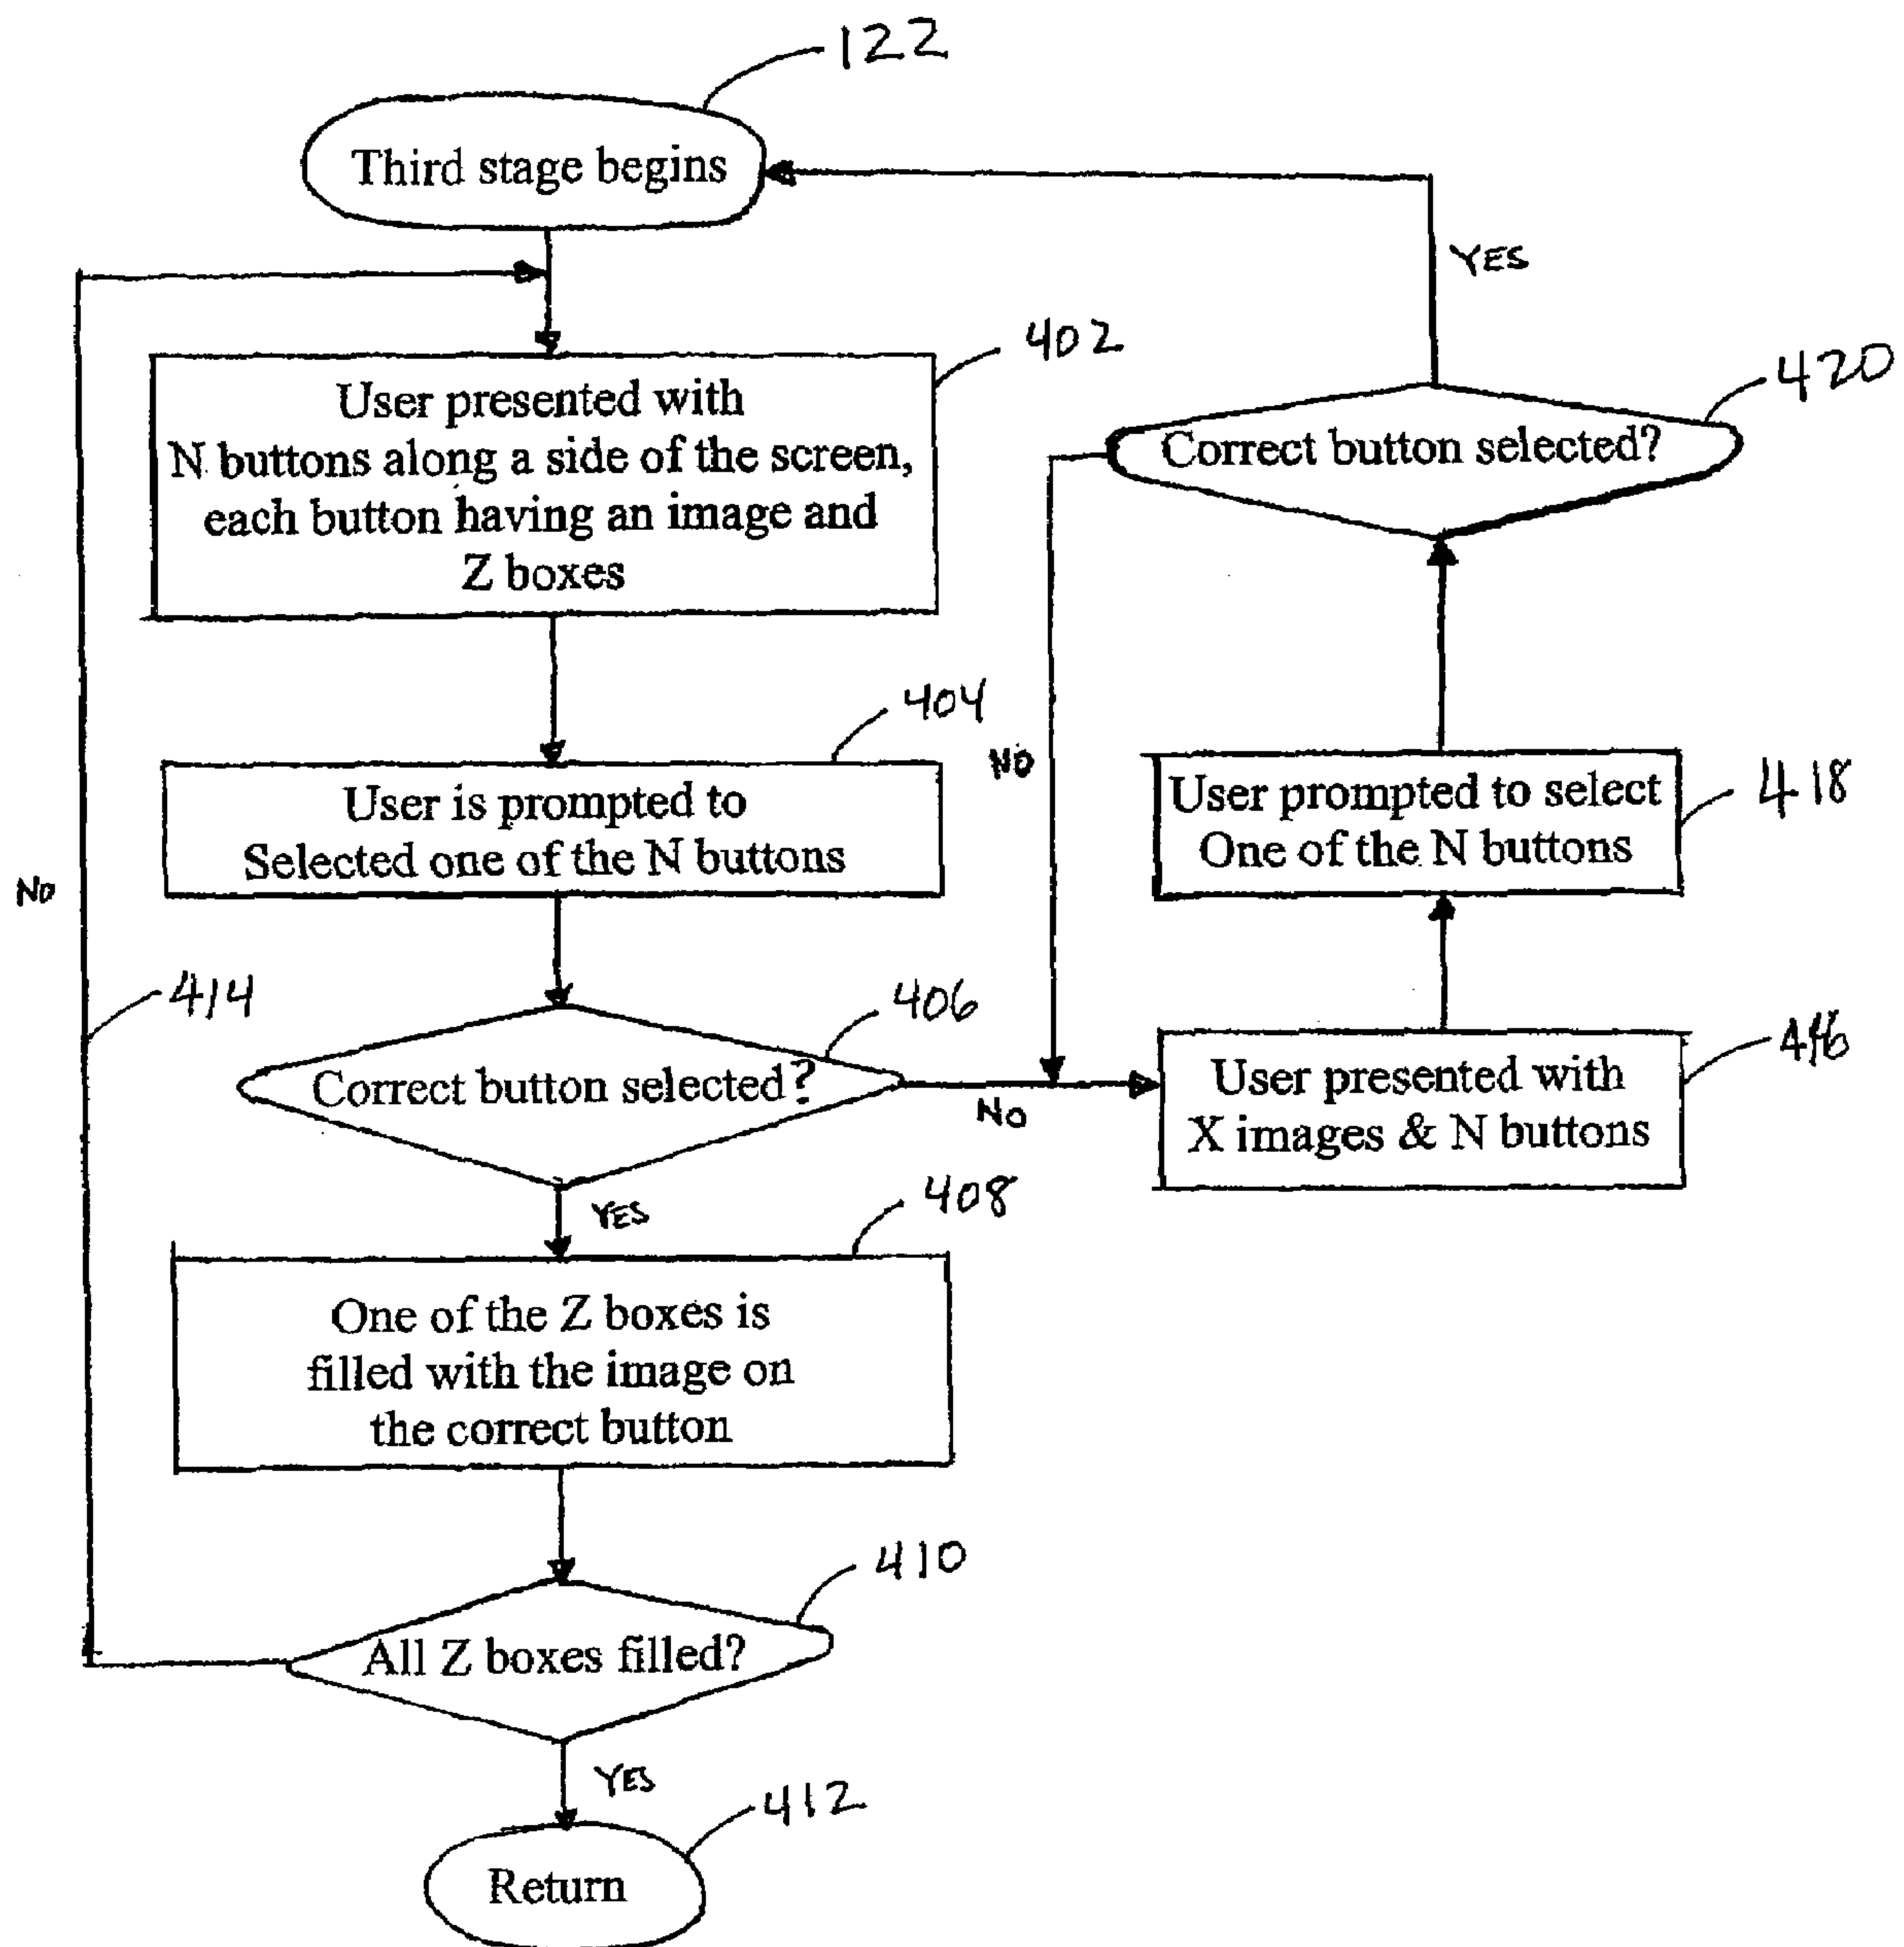 122
Third stage begins
YES
402
User presented with
N buttons along a side of the screen,
each button having an image and
Z boxes
420
Correct button selected?
404
User is prompted to
Selected one of the N buttons
NO
418
User prompted to select
One of the N buttons
No
414
406
Correct button selected?
NO
416
User presented with
X images & N buttons
YES
408
One of the Z boxes is
filled with the image on
the correct button
410
All Z boxes filled?
YES
412
Return